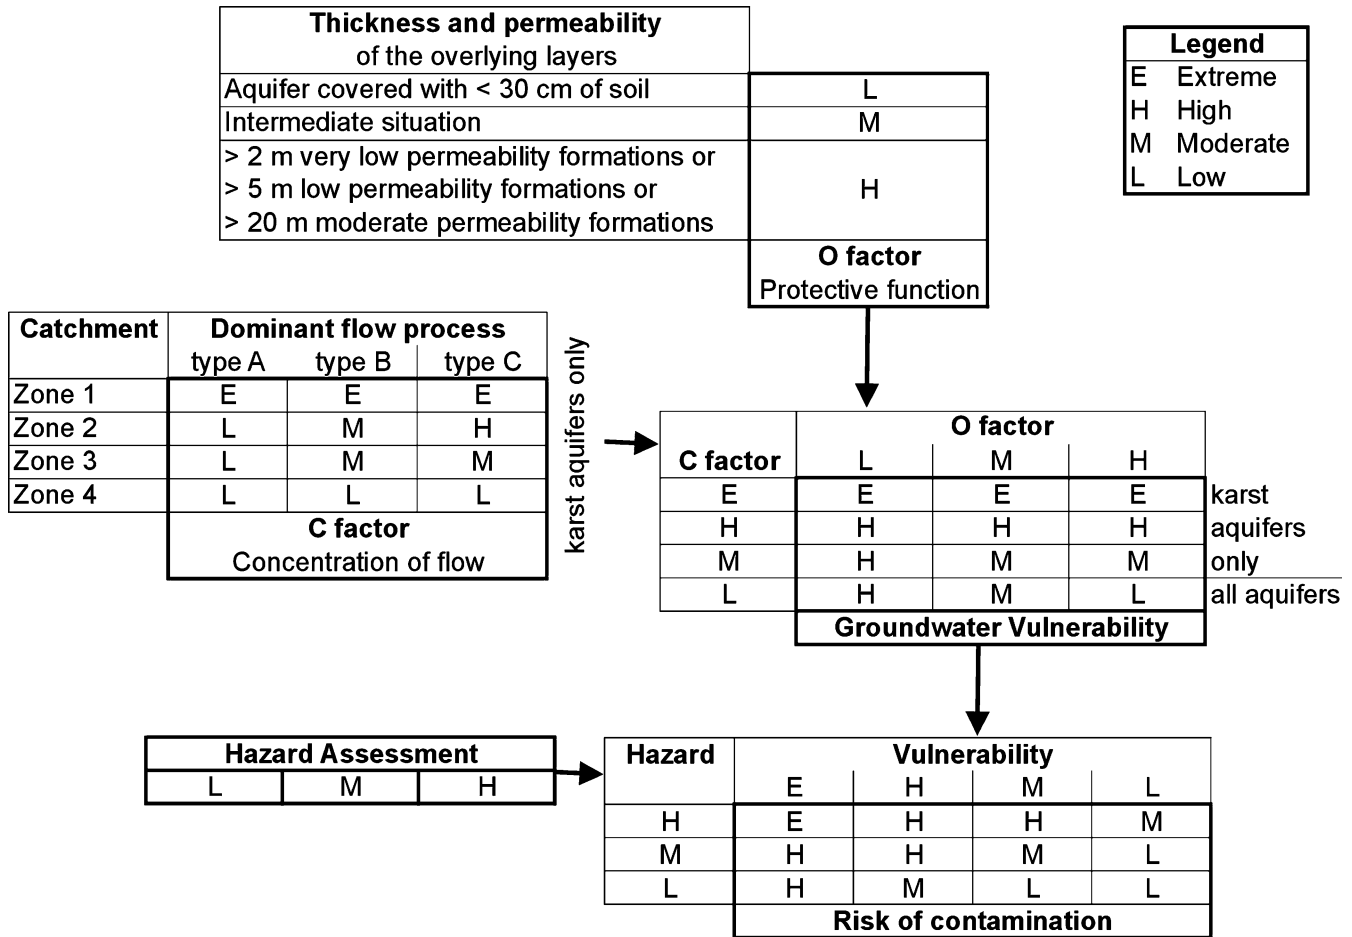 Thickness and permeability
of the overlying layers
Aquifer covered with < 30 cm of soil L
Intermediate situation M
> 2 m very low permeability formations or
> 5 m low permeability formations or H
> 20 m moderate permeability formations
O factor
Protective function
Legend
E Extreme
H High
M Moderate
L Low
Catchment Dominant flow process
type A type B type C
Zone 1 E E E
Zone 2 L M H
Zone 3 L M M
Zone 4 L L L
C factor
Concentration of flow
karst aquifers only
O factor
C factor L M H
E E E E karst
H H H H aquifers
M H M M only
L H M L all aquifers
Groundwater Vulnerability
Hazard Assessment
L M H
Hazard Vulnerability
E H M L
H E H H M
M H H M L
L H M L L
Risk of contamination